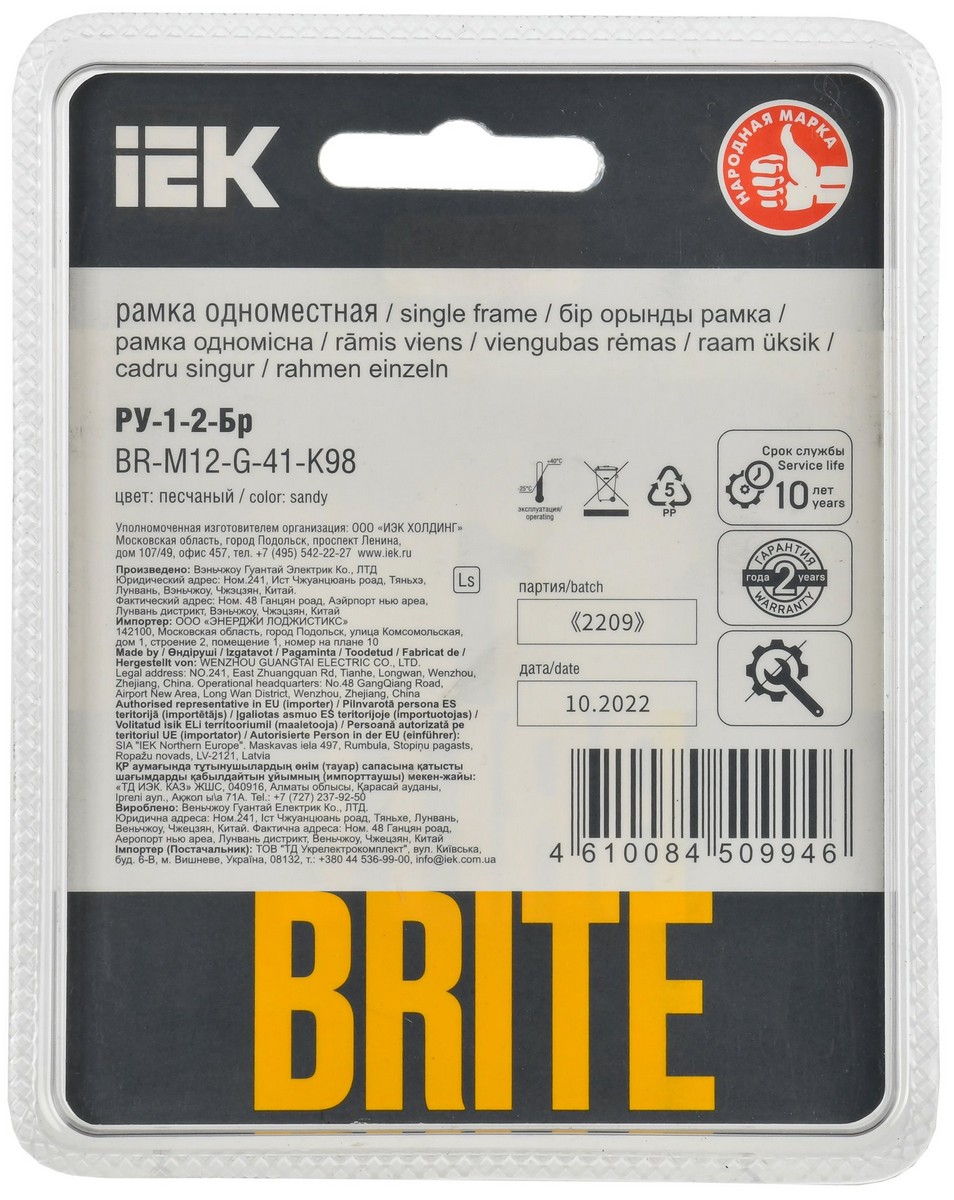 IEK
НАРОДНАЯ МАРКА
рамка одноместная / single frame / бір орынды рамка /
рамка одномісна / rāmis viens / viengubas rėmas / raam üksik /
cadru singur / rahmen einzeln
РУ-1-2-Бр
BR-M12-G-41-K98
цвет: песчаный / color: sandy
+40°C
-25°C
эксплуатация/
operating
5
PP
Срок службы
Service life
10 лет
years
ГАРАНТИЯ
года 2 years
WARRANTY
Уполномоченная изготовителем организация: ООО «ИЭК ХОЛДИНГ»
Московская область, город Подольск, проспект Ленина,
дом 107/49, офис 457, тел. +7 (495) 542-22-27 www.iek.ru
Произведено: Вэньчжоу Гуантай Электрик Ко., ЛТД
Юридический адрес: Ном.241, Ист Чжуанцюань роад, Тяньхэ,
Лунвань, Вэньчжоу, Чжэцзян, Китай.
Фактический адрес: Ном. 48 Ганцян роад, Аэйрпорт нью ареа,
Лунвань дистрикт, Вэньчжоу, Чжэцзян, Китай
Импортер: ООО «ЭНЕРДЖИ ЛОДЖИСТИКС»
142100, Московская область, город Подольск, улица Комсомольская,
дом 1, строение 2, помещение 1, номер на плане 10
Made by / Өндіруші / Izgatavot / Pagaminta / Toodetud / Fabricat de /
Hergestellt von: WENZHOU GUANGTAI ELECTRIC CO., LTD.
Legal address: NO.241, East Zhuangquan Rd, Tianhe, Longwan, Wenzhou,
Zhejiang, China. Operational headquarters: No.48 GangQiang Road,
Airport New Area, Long Wan District, Wenzhou, Zhejiang, China
Authorised representative in EU (importer) / Pilnvarotā persona ES
teritorijā (importētājs) / Įgaliotas asmuo ES teritorijoje (importuotojas) /
Volitatud isik ELi territooriumil (maaletooja) / Persoană autorizată pe
teritoriul UE (importator) / Autorisierte Person in der EU (einführer):
SIA "IEK Northern Europe". Maskavas iela 497, Rumbula, Stopiņu pagasts,
Ropažu novads, LV-2121, Latvia
ҚР аумағында тұтынушылардың өнім (тауар) сапасына қатысты
шағымдарды қабылдайтын ұйымның (импорттаушы) мекен-жайы:
«ТД ИЭК. КАЗ» ЖШС, 040916, Алматы облысы, Қарасай ауданы,
Іргелі аул., Ақжол ы\а 71А. Tel.: +7 (727) 237-92-50
Вироблено: Веньчжоу Гуантай Електрик Ко., ЛТД.
Юридична адреса: Ном.241, Іст Чжуанцюань роад, Тяньхе, Лунвань,
Веньчжоу, Чжецзян, Китай. Фактична адреса: Ном. 48 Ганцян роад,
Аеропорт нью ареа, Лунвань дистрикт, Веньчжоу, Чжецзян, Китай
Імпортер (Постачальник): ТОВ "ТД Укрелектрокомплект", вул. Київська,
буд. 6-В, м. Вишневе, Україна, 08132, т.: +380 44 536-99-00, info@iek.com.ua
Ls
партия/batch
《2209》
дата/date
10.2022
4 610084 509946
BRITE